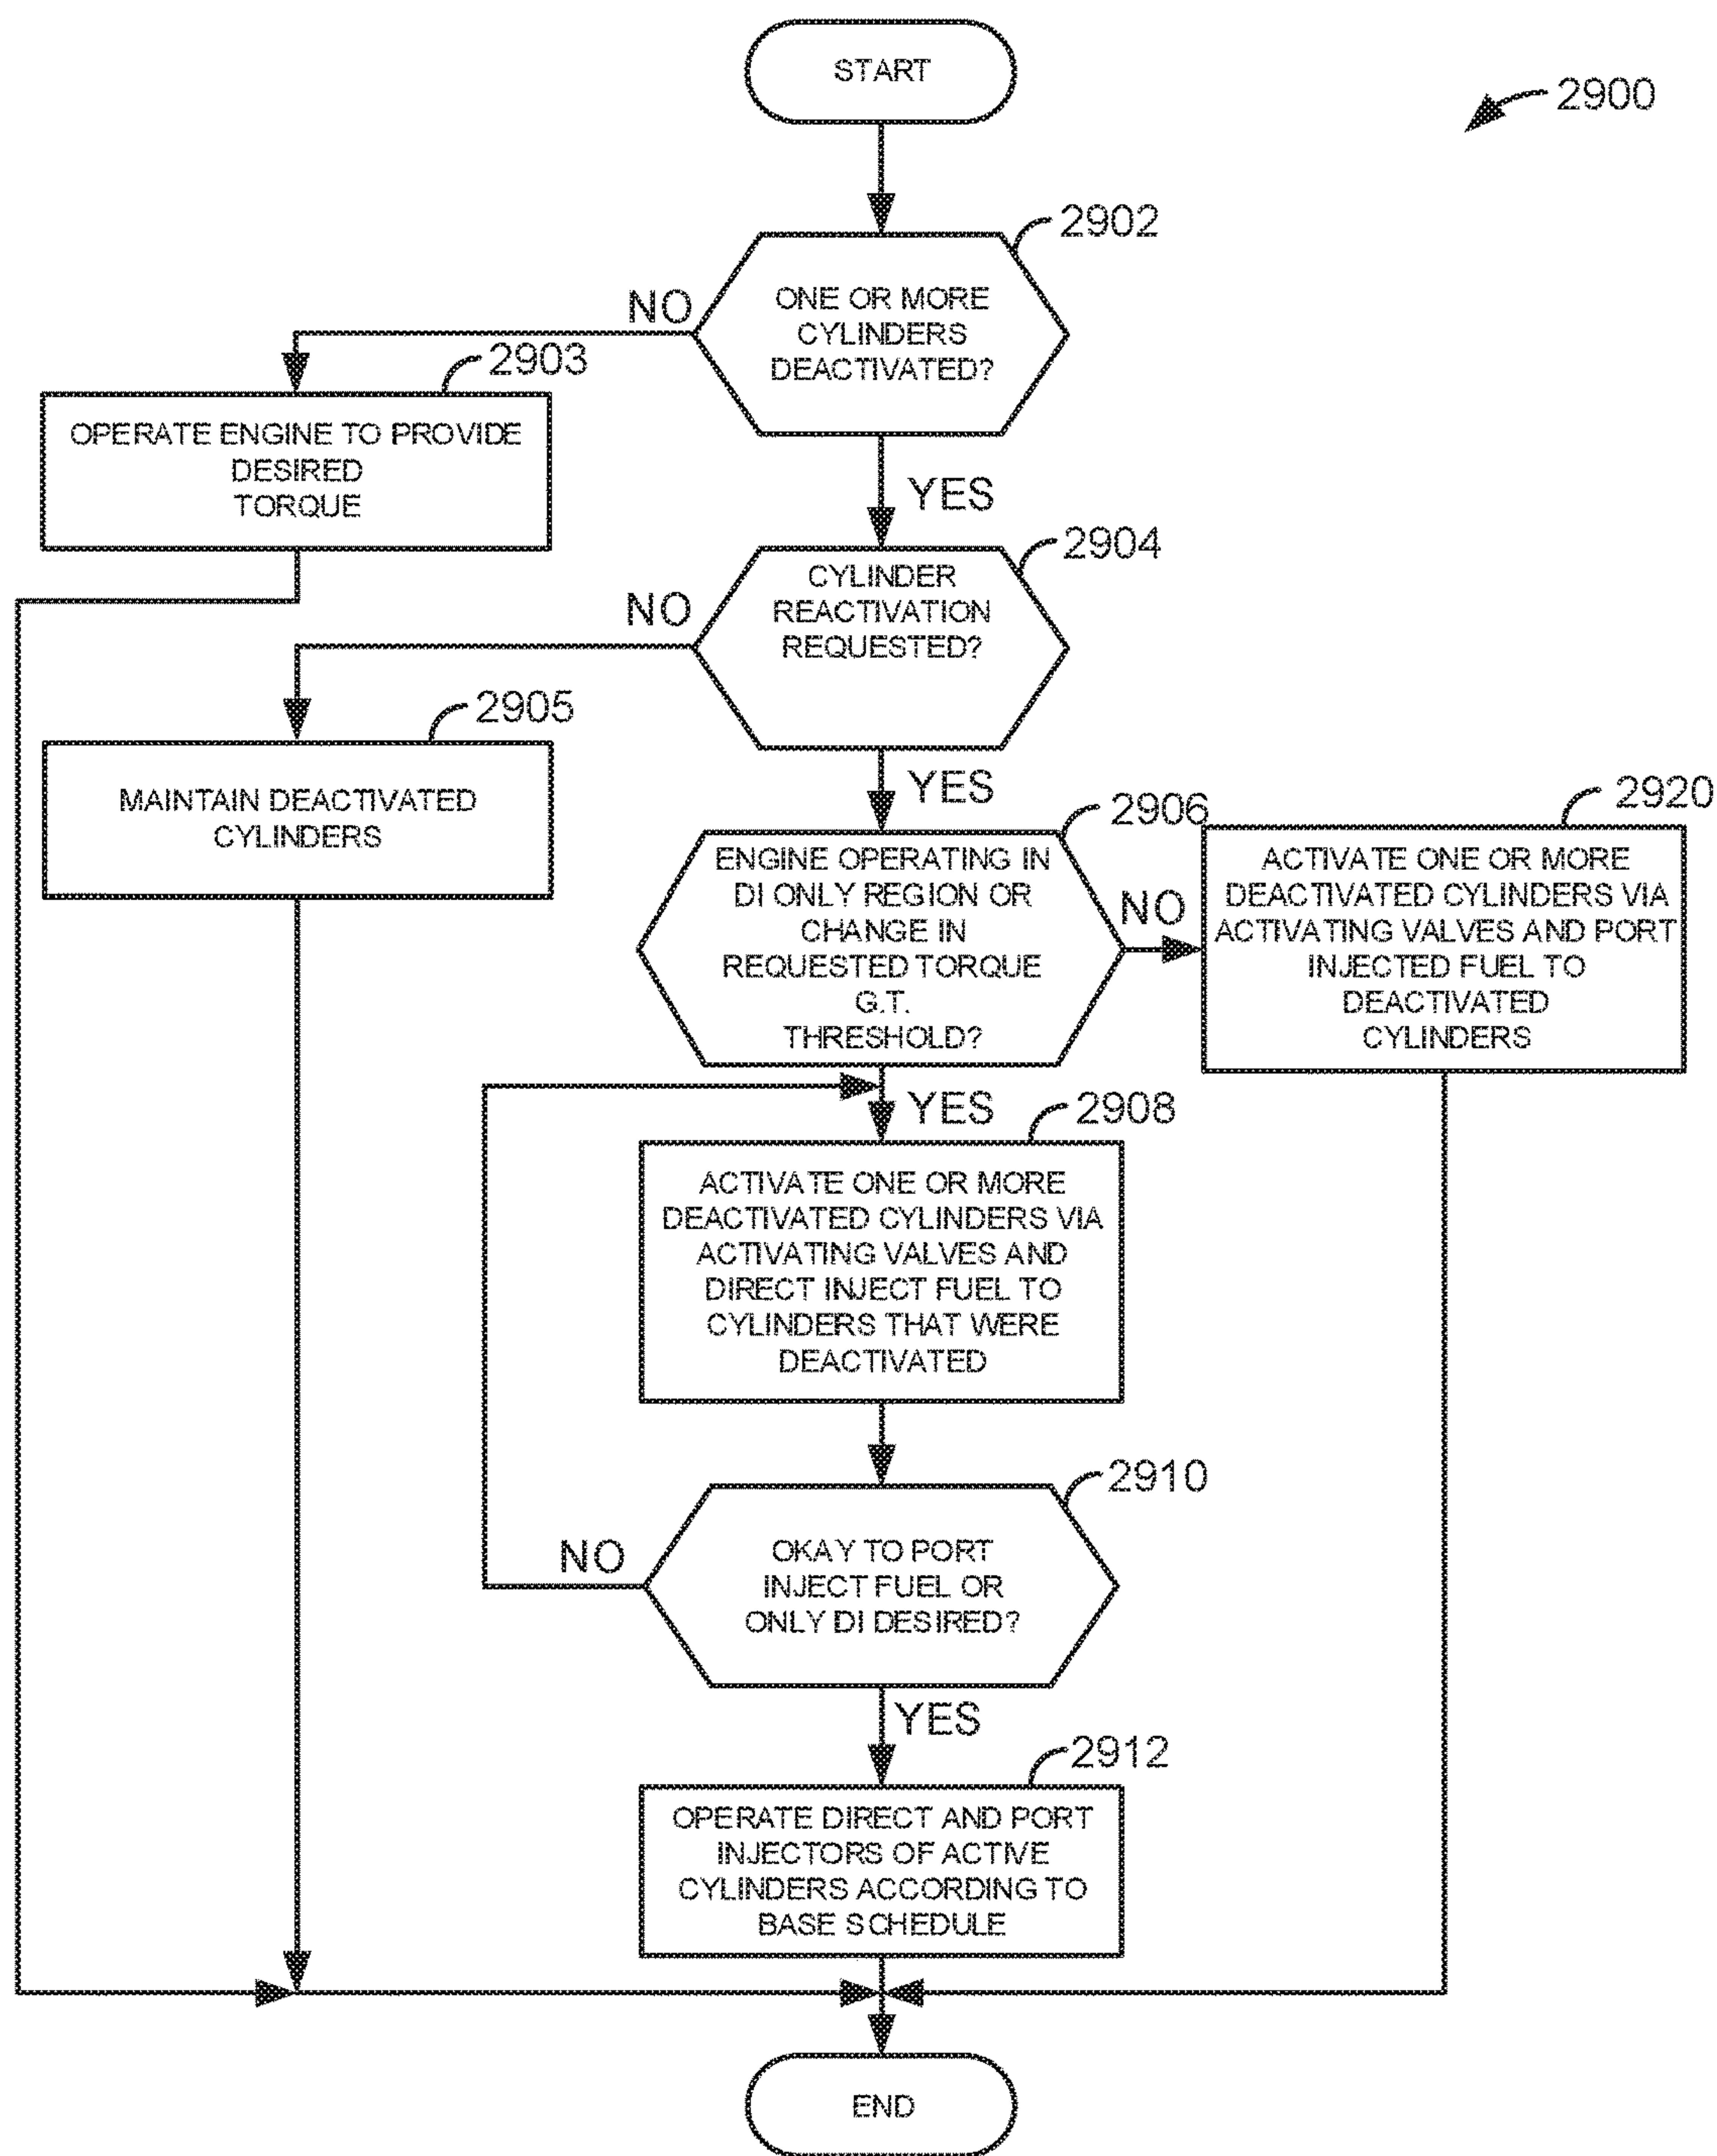 START
2900
2902
ONE OR MORE
CYLINDERS
DEACTIVATED?
NO
2903
OPERATE ENGINE TO PROVIDE
DESIRED
TORQUE
YES
2904
CYLINDER
REACTIVATION
REQUESTED?
NO
2905
MAINTAIN DEACTIVATED
CYLINDERS
YES
2906
ENGINE OPERATING IN
DI ONLY REGION OR
CHANGE IN
REQUESTED TORQUE
G.T.
THRESHOLD?
NO
2920
ACTIVATE ONE OR MORE
DEACTIVATED CYLINDERS VIA
ACTIVATING VALVES AND PORT
INJECTED FUEL TO
DEACTIVATED
CYLINDERS
YES
2908
ACTIVATE ONE OR MORE
DEACTIVATED CYLINDERS VIA
ACTIVATING VALVES AND
DIRECT INJECT FUEL TO
CYLINDERS THAT WERE
DEACTIVATED
2910
OKAY TO PORT
INJECT FUEL OR
ONLY DI DESIRED?
NO
YES
2912
OPERATE DIRECT AND PORT
INJECTORS OF ACTIVE
CYLINDERS ACCORDING TO
BASE SCHEDULE
END